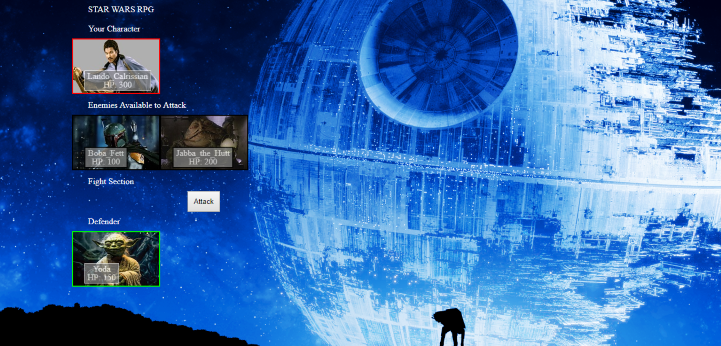 STAR WARS RPG
Your Character
Lando Calrissian
HP: 300
Enemies Available to Attack
Boba Fett
HP: 100
Jabba the Hutt
HP: 200
Fight Section
Attack
Defender
Yoda
HP: 150